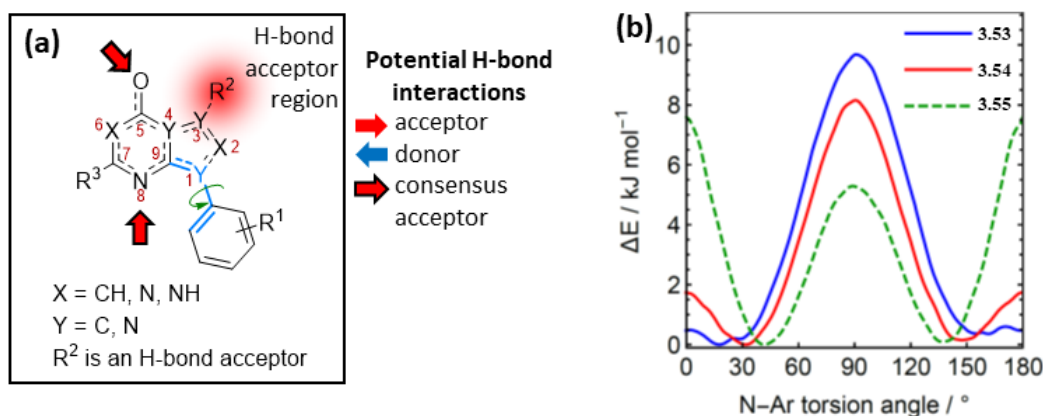 (a)
H-bond
acceptor
region
O
R²
4
Y
6
X
5
Y
3
X
2
7
9
R³
N
8
1
Y
R¹
X = CH, N, NH
Y = C, N
R² is an H-bond acceptor
Potential H-bond
interactions
acceptor
donor
consensus
acceptor
(b)
3.53
3.54
3.55
10
8
6
4
2
0
ΔE / kJ mol⁻¹
0 30 60 90 120 150 180
N–Ar torsion angle / °